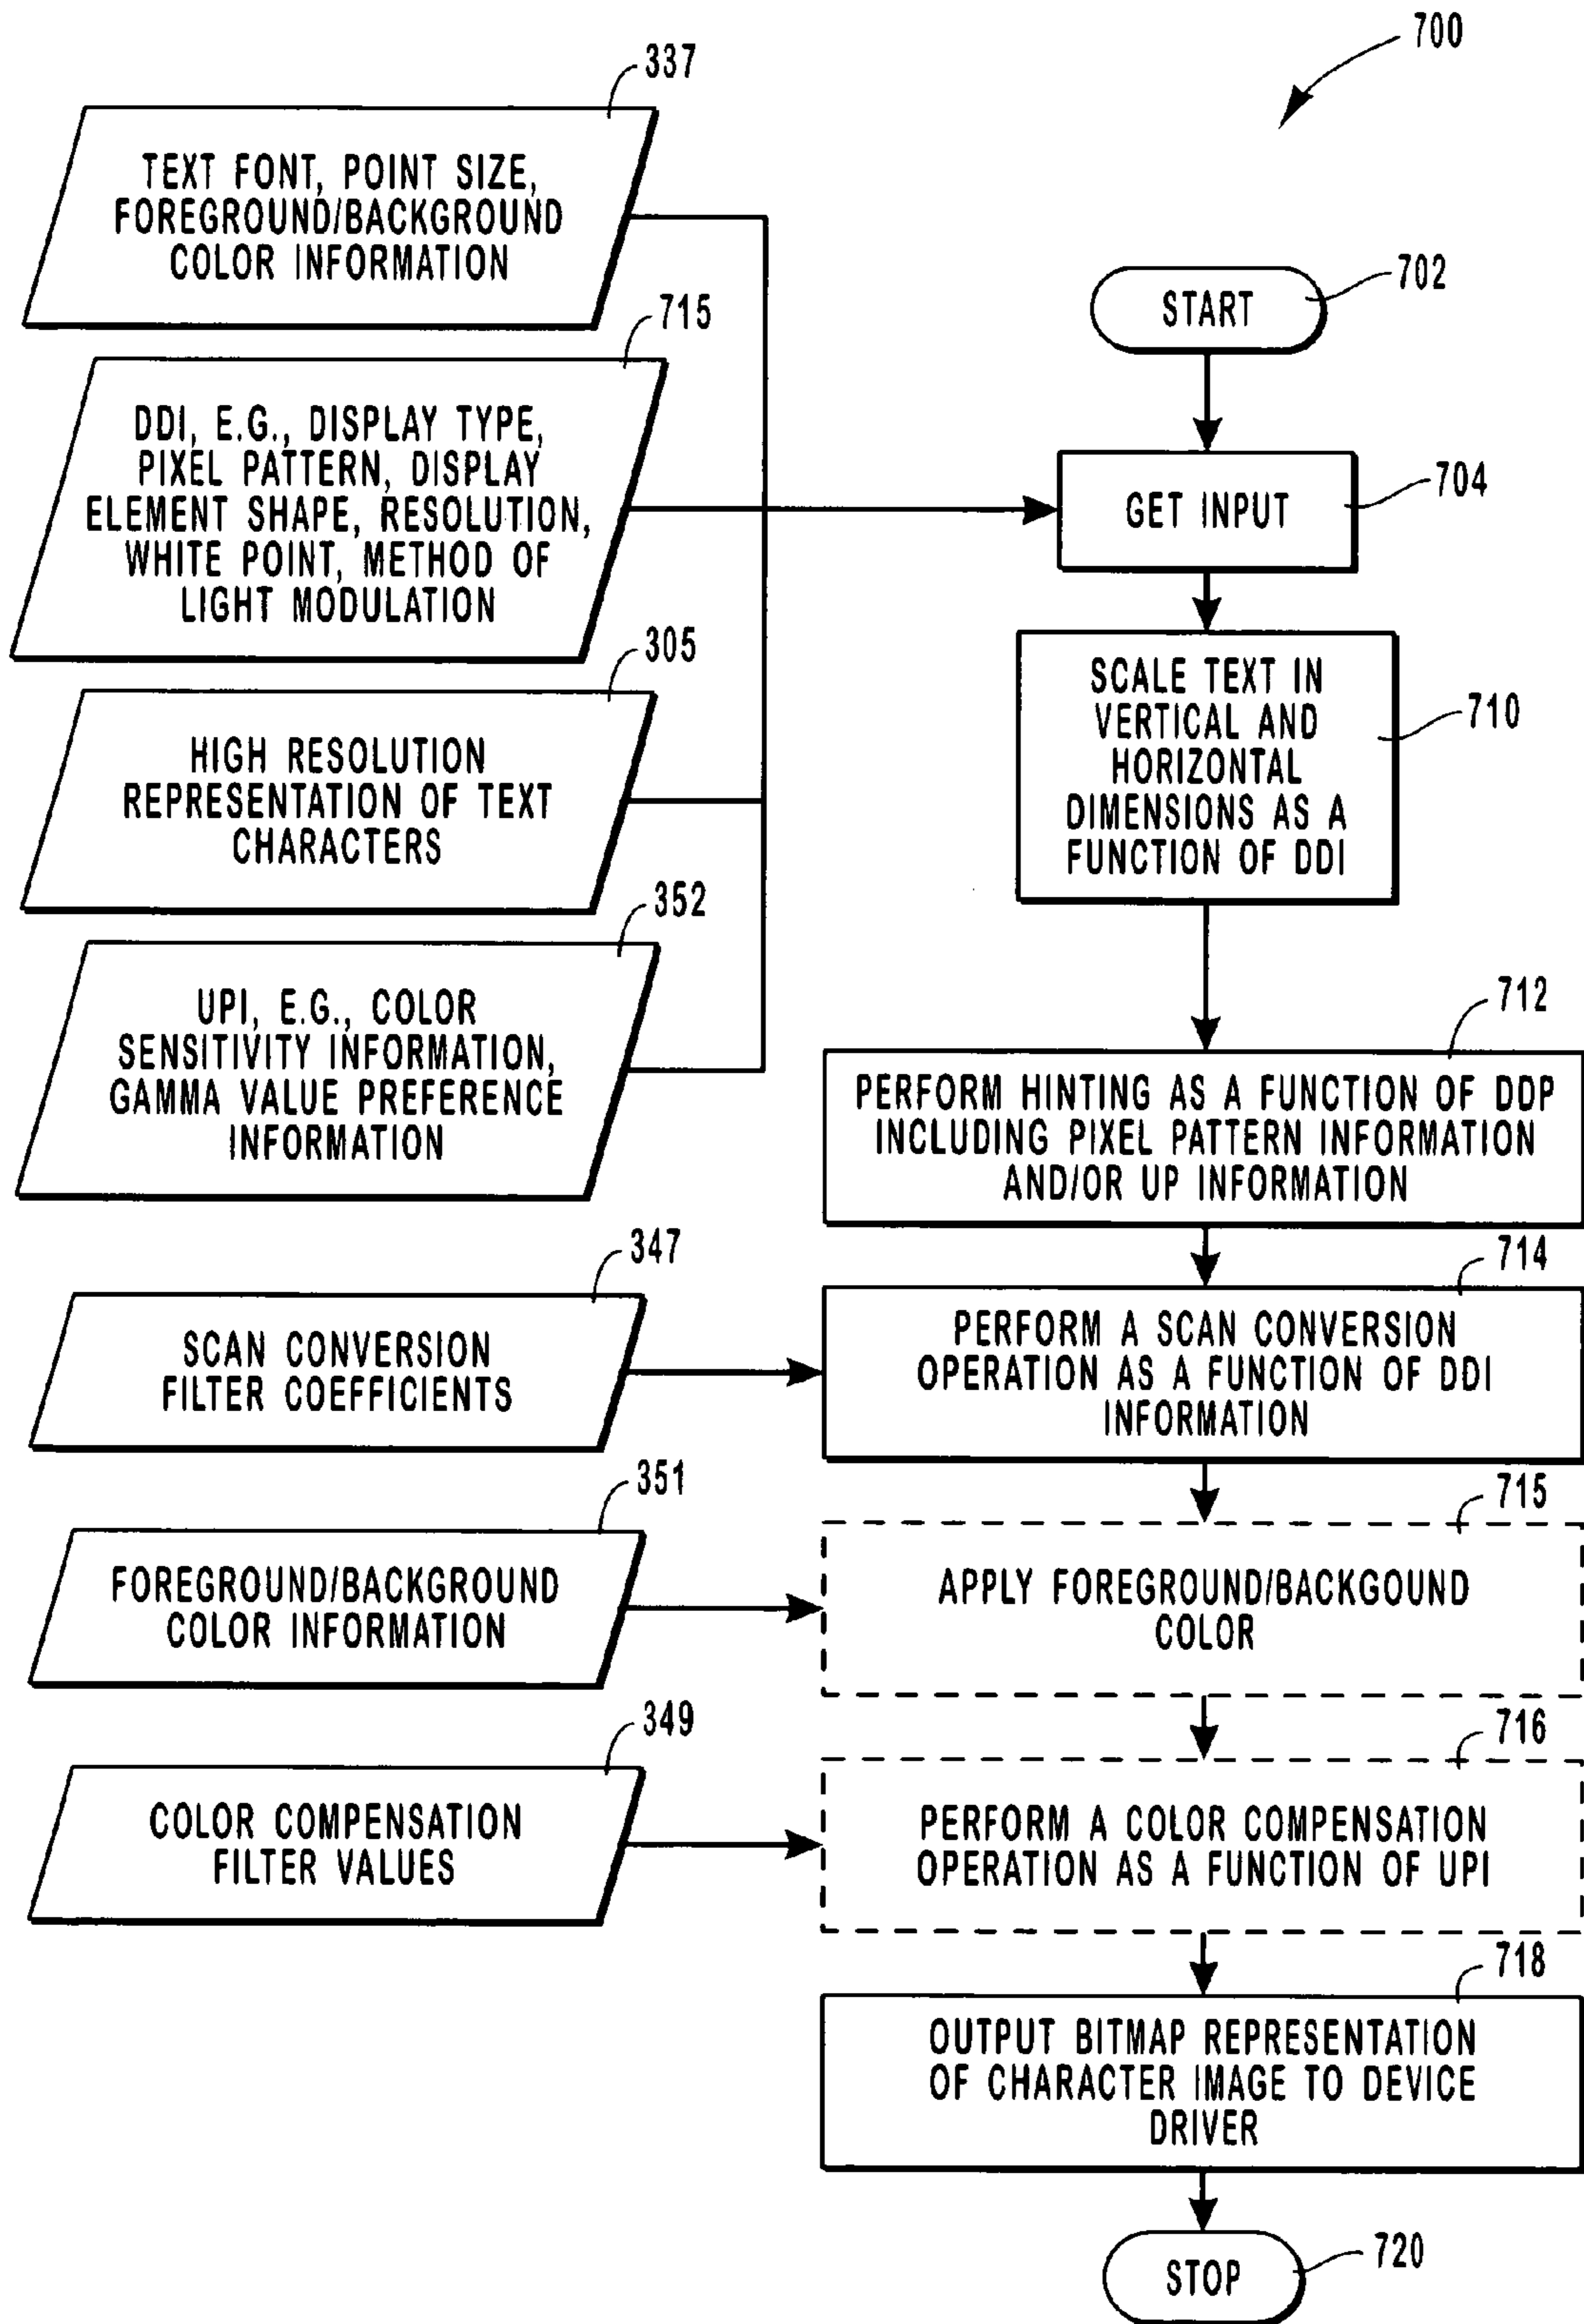 700
337
TEXT FONT, POINT SIZE,
FOREGROUND/BACKGROUND
COLOR INFORMATION
715
DDI, E.G., DISPLAY TYPE,
PIXEL PATTERN, DISPLAY
ELEMENT SHAPE, RESOLUTION,
WHITE POINT, METHOD OF
LIGHT MODULATION
305
HIGH RESOLUTION
REPRESENTATION OF TEXT
CHARACTERS
352
UPI, E.G., COLOR
SENSITIVITY INFORMATION,
GAMMA VALUE PREFERENCE
INFORMATION
702
START
704
GET INPUT
710
SCALE TEXT IN
VERTICAL AND
HORIZONTAL
DIMENSIONS AS A
FUNCTION OF DDI
712
PERFORM HINTING AS A FUNCTION OF DDP
INCLUDING PIXEL PATTERN INFORMATION
AND/OR UP INFORMATION
347
SCAN CONVERSION
FILTER COEFFICIENTS
714
PERFORM A SCAN CONVERSION
OPERATION AS A FUNCTION OF DDI
INFORMATION
351
FOREGROUND/BACKGROUND
COLOR INFORMATION
715
APPLY FOREGROUND/BACKGOUND
COLOR
349
COLOR COMPENSATION
FILTER VALUES
716
PERFORM A COLOR COMPENSATION
OPERATION AS A FUNCTION OF UPI
718
OUTPUT BITMAP REPRESENTATION
OF CHARACTER IMAGE TO DEVICE
DRIVER
STOP
720